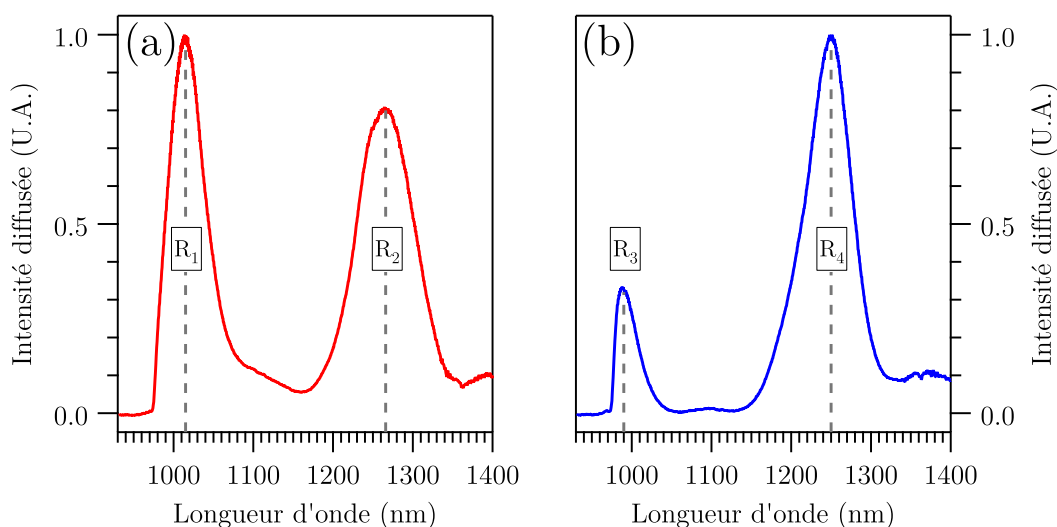 (a)
(b)
Intensité diffusée (U.A.)
1.0
0.5
0.0
R1
R2
1000 1100 1200 1300 1400
Longueur d'onde (nm)
R3
R4
1000 1100 1200 1300 1400
Longueur d'onde (nm)
1.0
0.5
0.0
Intensité diffusée (U.A.)